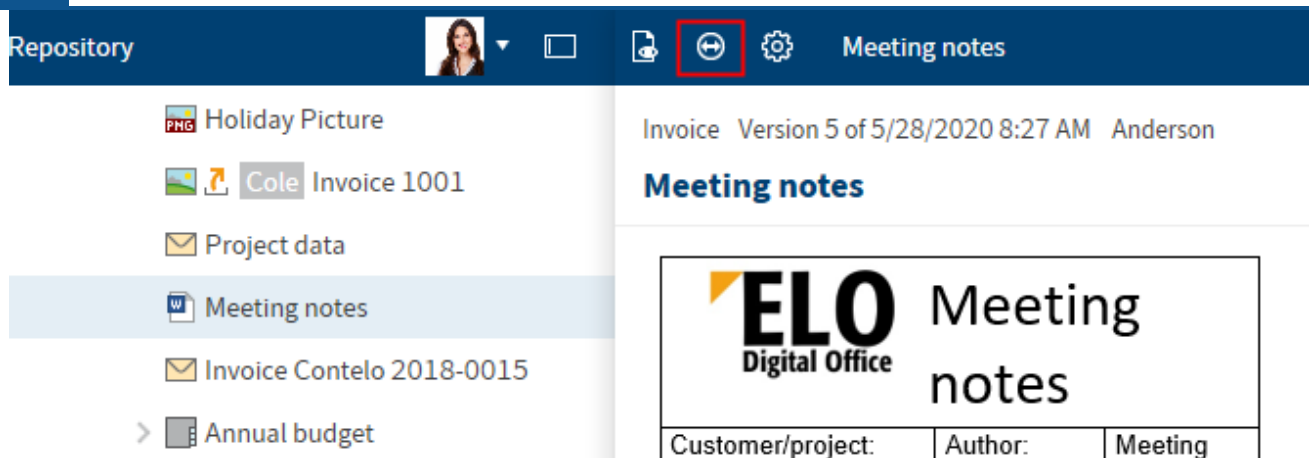 Repository
Meeting notes
PNG Holiday Picture
Cole Invoice 1001
Project data
W Meeting notes
Invoice Contelo 2018-0015
Annual budget
Invoice Version 5 of 5/28/2020 8:27 AM Anderson
Meeting notes
ELO
Digital Office
Meeting
notes
Customer/project:
Author:
Meeting